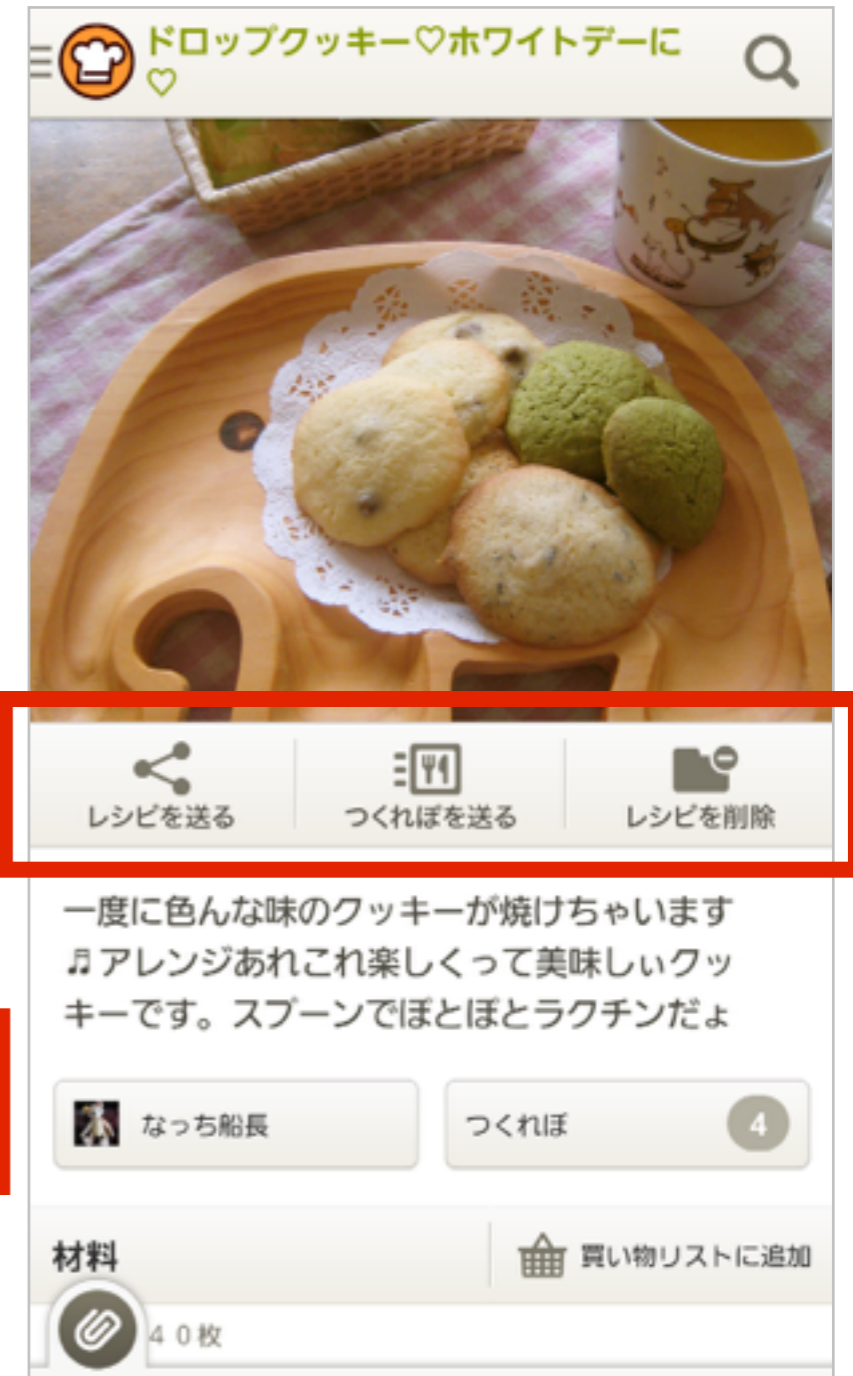 ドロップクッキー♡ホワイトデーに
♡
レシピを送る
つくれぽを送る
レシピを削除
一度に色んな味のクッキーが焼けちゃいます
♬アレンジあれこれ楽しくって美味しぃクッ
キーです。スプーンでぽとぽとラクチンだょ
なっち船長
つくれぽ
4
材料
買い物リストに追加
４０枚